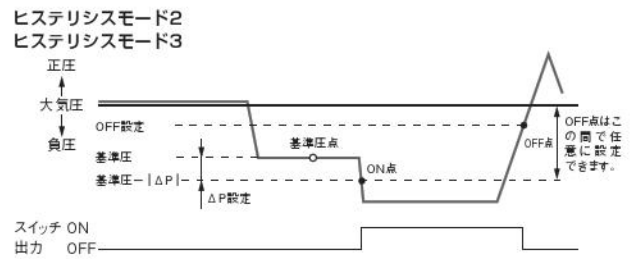 ヒステリシスモード2
ヒステリシスモード3
正圧
大気圧
負圧
OFF設定
基準圧
基準圧ー|ΔP|
基準圧点
ON点
ΔP設定
OFF点
OFF点はこ
の間で任
意に設定
できます。
スイッチ ON
出力 OFF